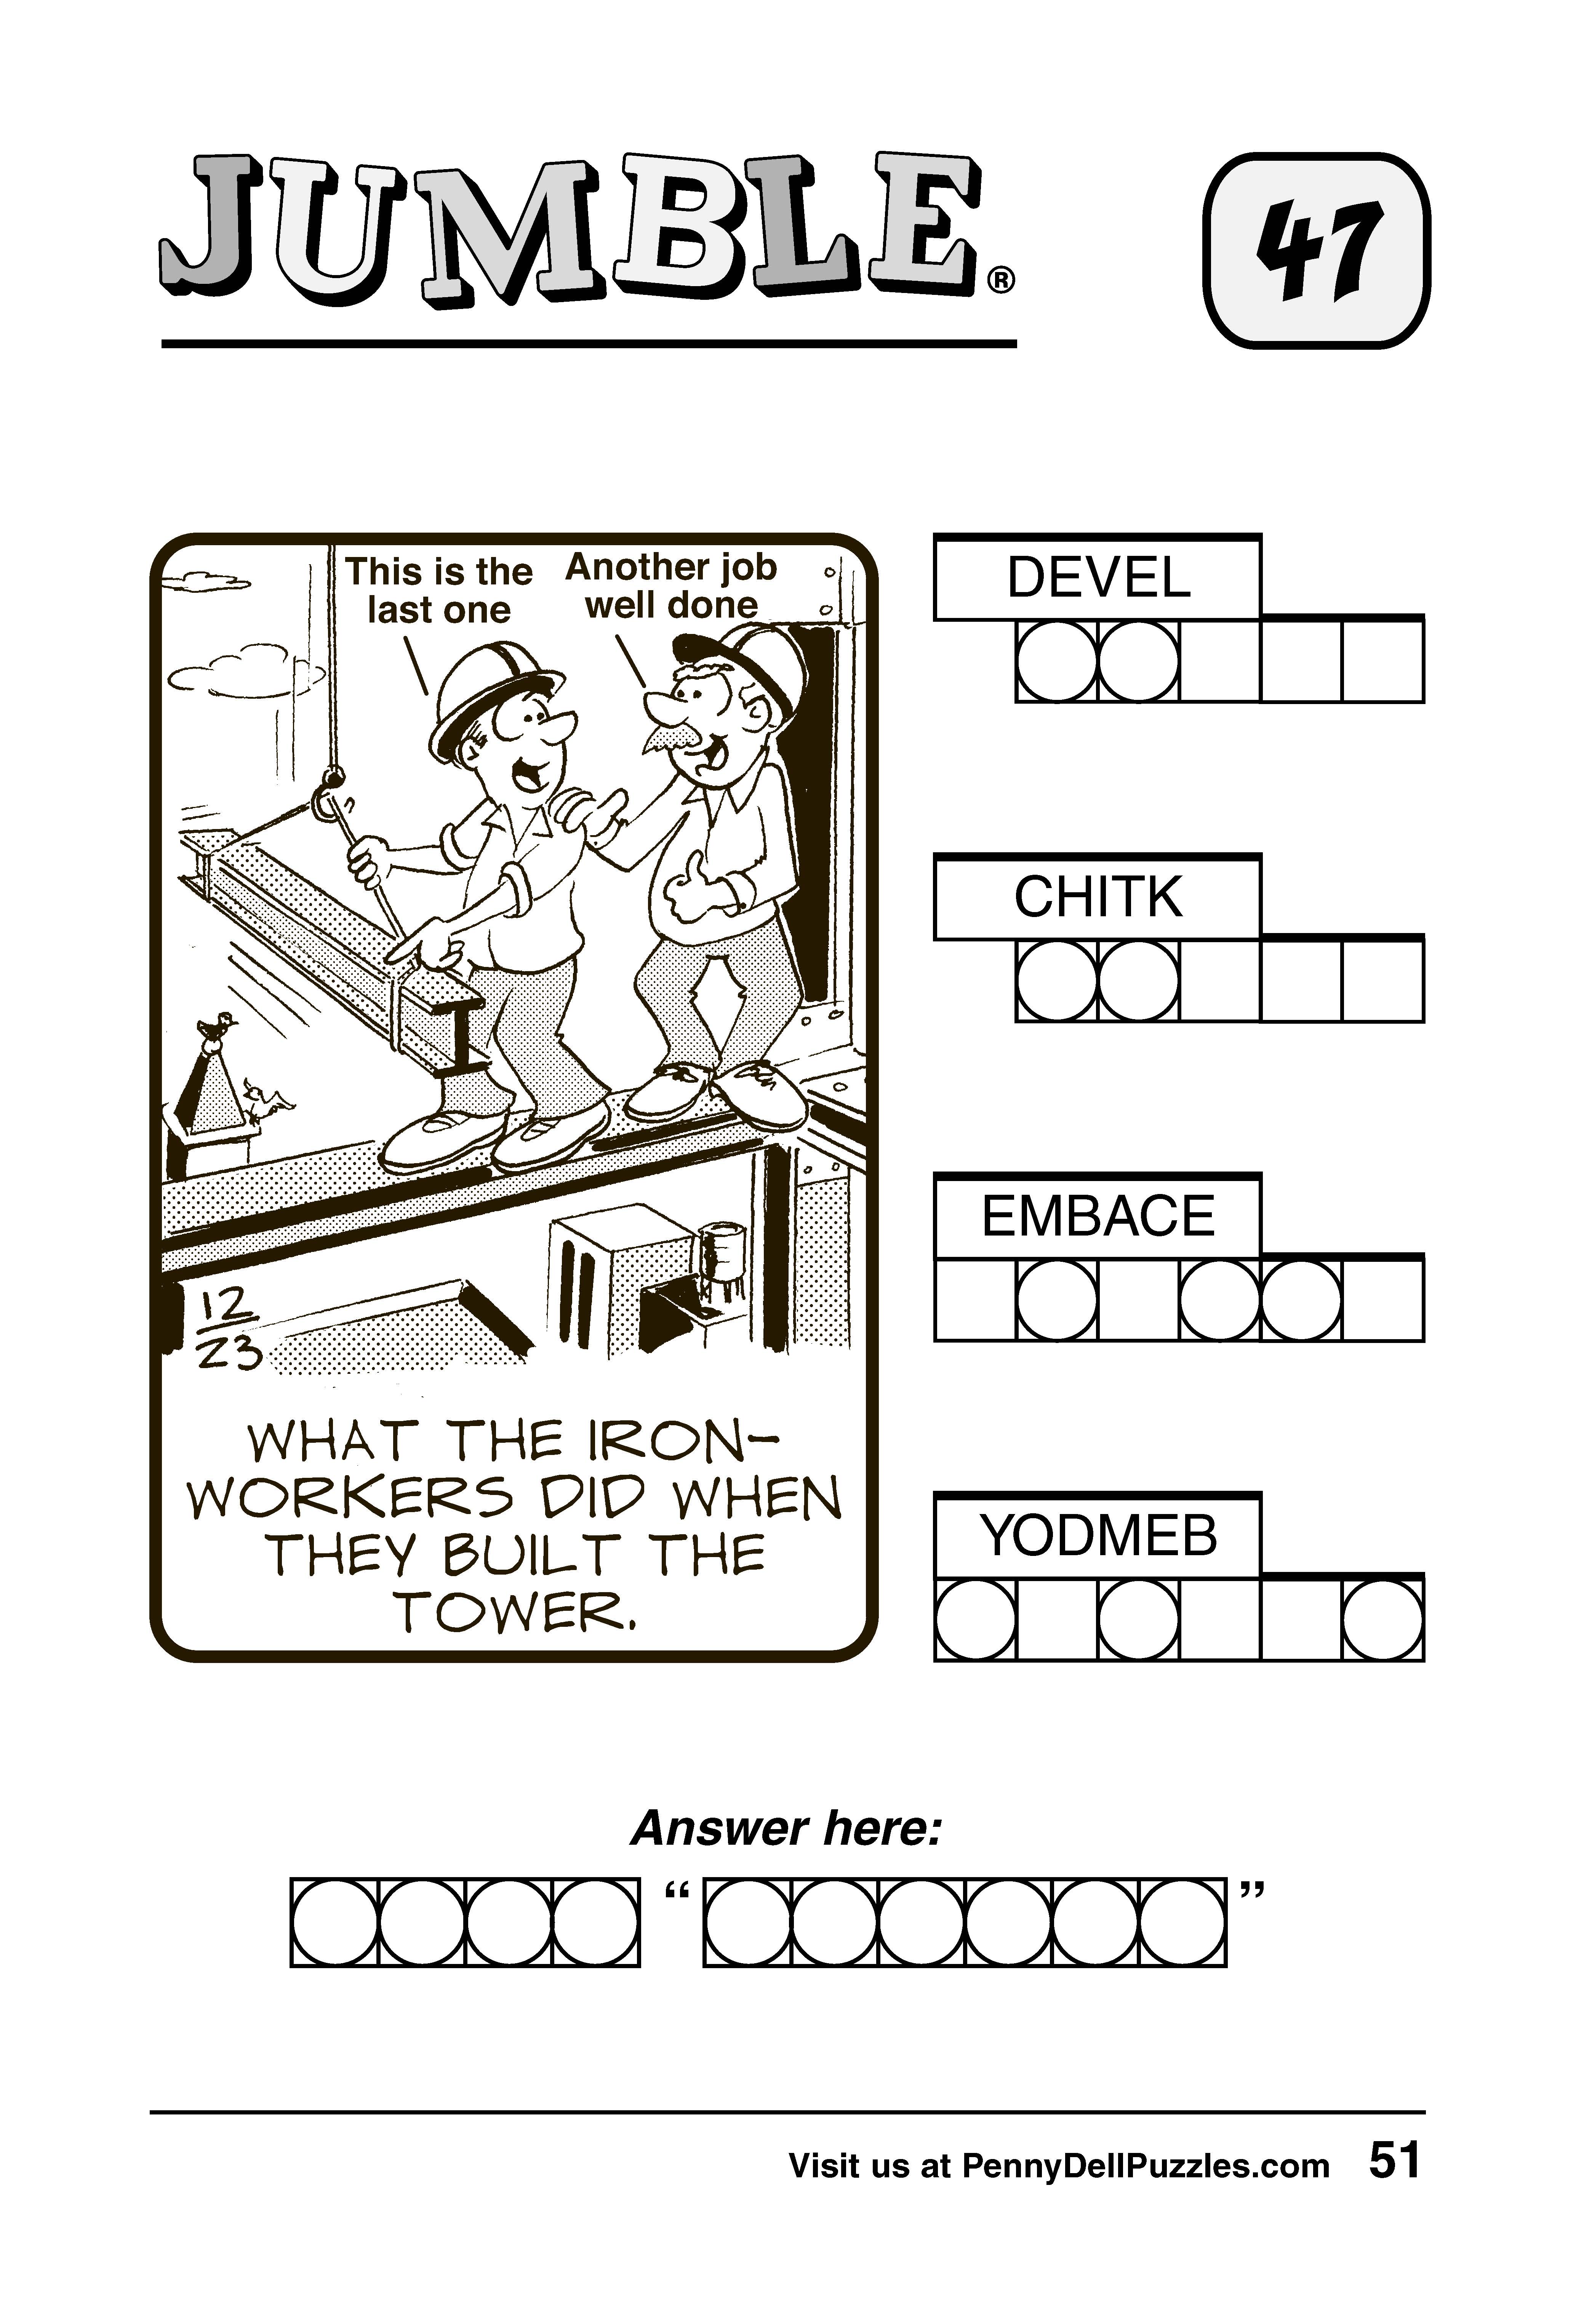 JUMBLE®
47
This is the
last one
Another job
well done
12
23
WHAT THE IRON-
WORKERS DID WHEN
THEY BUILT THE
TOWER.
DEVEL
CHITK
EMBACE
YODMEB
Answer here:
“ ”
Visit us at PennyDellPuzzles.com 51